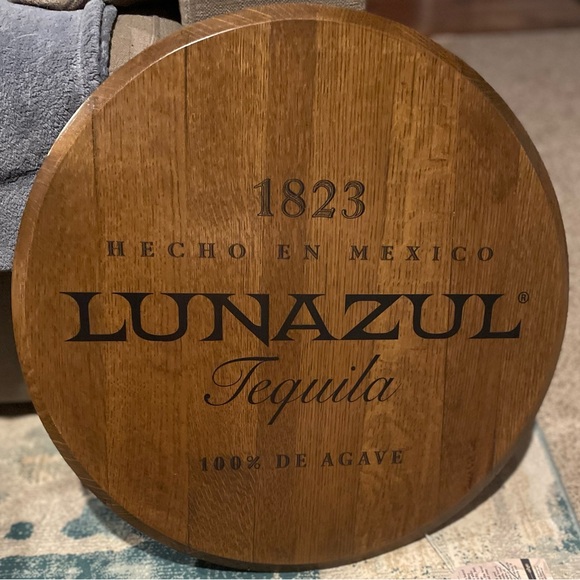 1823
HECHO EN MEXICO
LUNAZUL®
Tequila
100% DE AGAVE